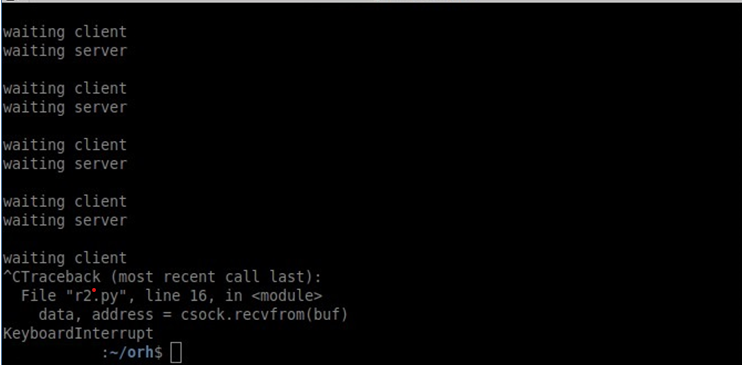 waiting client
waiting server
waiting client
waiting server
waiting client
waiting server
waiting client
waiting server
waiting client
^CTraceback (most recent call last):
File "r2.py", line 16, in <module>
data, address = csock.recvfrom(buf)
KeyboardInterrupt
:~/orh$